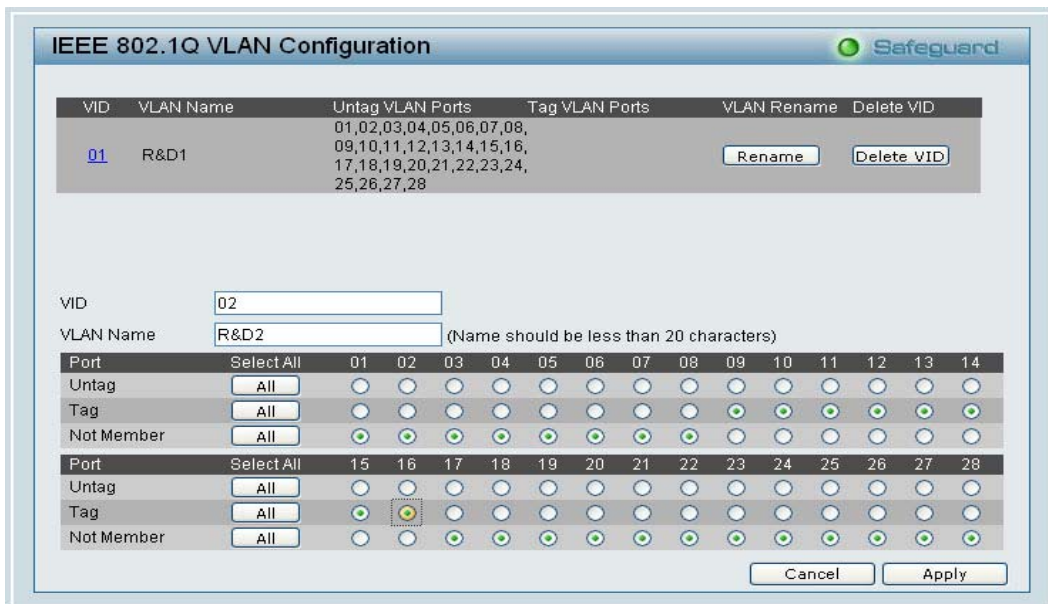 IEEE 802.1Q VLAN Configuration Safeguard
VID VLAN Name Untag VLAN Ports Tag VLAN Ports VLAN Rename Delete VID
01,02,03,04,05,06,07,08,
09,10,11,12,13,14,15,16,
01 R&D1 Rename Delete VID
17,18,19,20,21,22,23,24,
25,26,27,28
VID 02
VLAN Name R&D2 (Name should be less than 20 characters)
Port Select All 01 02 03 04 05 06 07 08 09 10 11 12 13 14
Untag All
Tag All
Not Member All
Port Select All 15 16 17 18 19 20 21 22 23 24 25 26 27 28
Untag All
Tag All
Not Member All
Cancel Apply